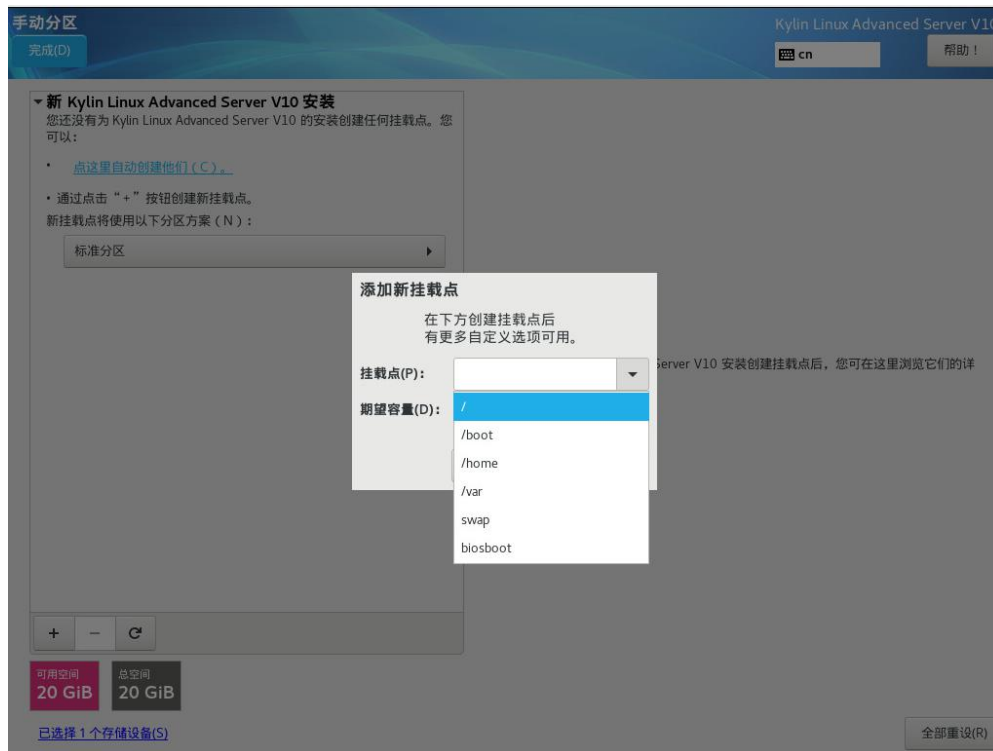 手动分区
Kylin Linux Advanced Server V10
完成(D)
cn
帮助！
新 Kylin Linux Advanced Server V10 安装
您还没有为 Kylin Linux Advanced Server V10 的安装创建任何挂载点。您
可以：
• 点这里自动创建他们(C)。
• 通过点击“+”按钮创建新挂载点。
新挂载点将使用以下分区方案(N)：
标准分区
添加新挂载点
在下方创建挂载点后
有更多自定义选项可用。
挂载点(P)：
Server V10 安装创建挂载点后，您可在这里浏览它们的详
期望容量(D)：
/
/boot
/home
/var
swap
biosboot
+ −
可用空间
20 GiB
总空间
20 GiB
已选择 1 个存储设备(S)
全部重设(R)